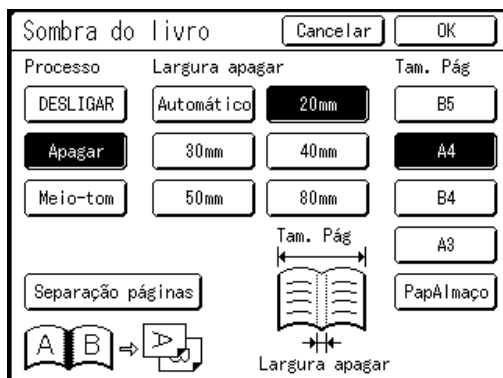 Sombra do livro Cancelar OK
Processo Largura apagar Tam. Pág
DESLIGAR Automático 20mm B5
Apagar 30mm 40mm A4
Meio-tom 50mm 80mm B4
Tam. Pág A3
Separação páginas PapAlmaço
A B A B
Largura apagar